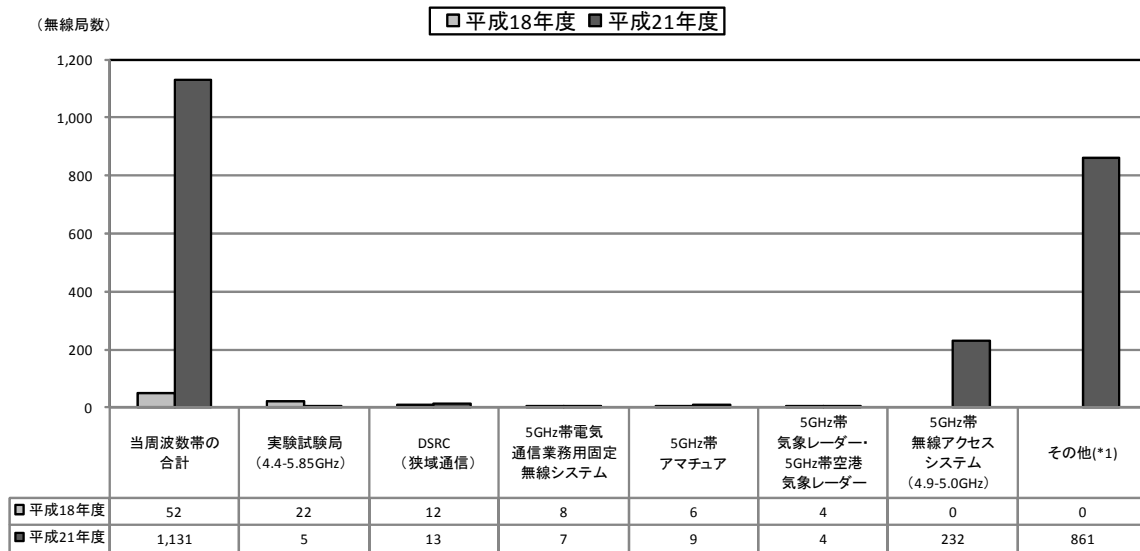 （無線局数）
平成18年度 平成21年度
1,200
1,000
800
600
400
200
0
当周波数帯の
合計
実験試験局
（4.4-5.85GHz）
DSRC
（狭域通信）
5GHz帯電気
通信業務用固定
無線システム
5GHz帯
アマチュア
5GHz帯
気象レーダー・
5GHz帯空港
気象レーダー
5GHz帯
無線アクセス
システム
（4.9-5.0GHz）
その他(*1)
平成18年度 52 22 12 8 6 4 0 0
平成21年度 1,131 5 13 7 9 4 232 861